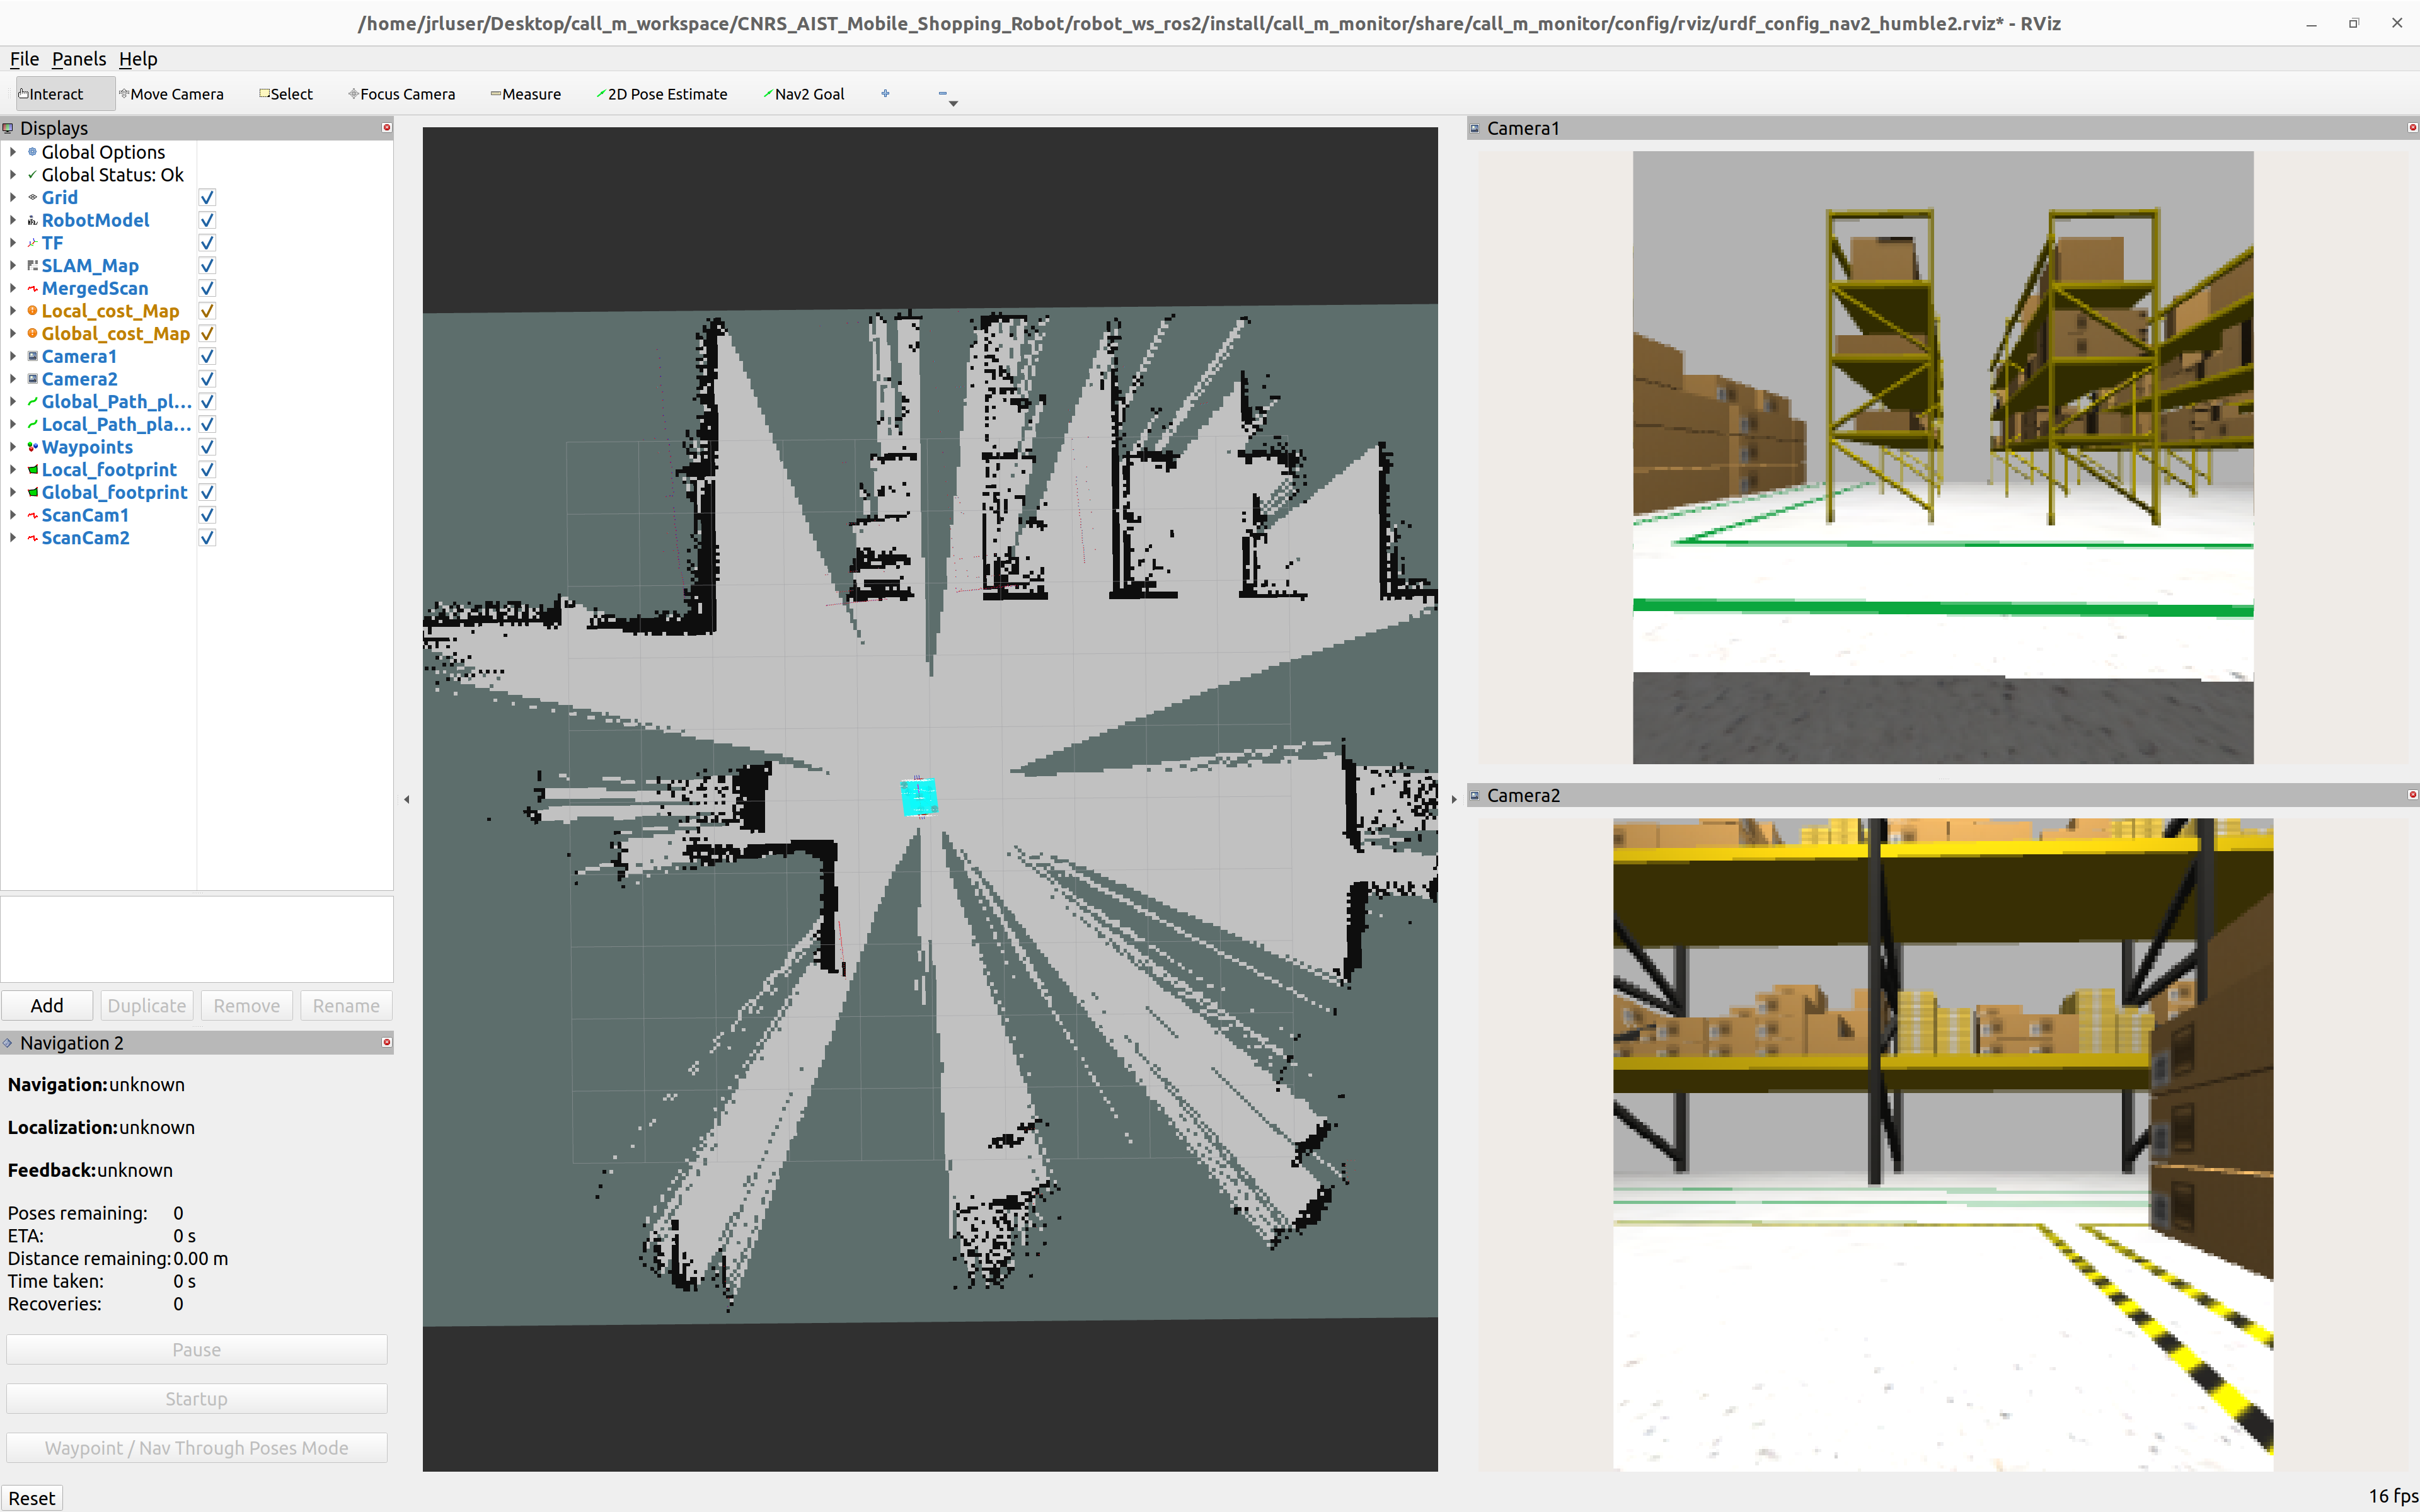 /home/jrluser/Desktop/call_m_workspace/CNRS_AIST_Mobile_Shopping_Robot/robot_ws_ros2/install/call_m_monitor/share/call_m_monitor/config/rviz/urdf_config_nav2_humble2.rviz* - RViz
File Panels Help
Interact Move Camera Select Focus Camera Measure 2D Pose Estimate Nav2 Goal
Displays
Global Options
Global Status: Ok
Grid
RobotModel
TF
SLAM_Map
MergedScan
Local_cost_Map
Global_cost_Map
Camera1
Camera2
Global_Path_pl...
Local_Path_pla...
Waypoints
Local_footprint
Global_footprint
ScanCam1
ScanCam2
Add Duplicate Remove Rename
Navigation 2
Navigation: unknown
Localization: unknown
Feedback: unknown
Poses remaining: 0
ETA: 0 s
Distance remaining: 0.00 m
Time taken: 0 s
Recoveries: 0
Pause
Startup
Waypoint / Nav Through Poses Mode
Reset
Camera1
Camera2
16 fps